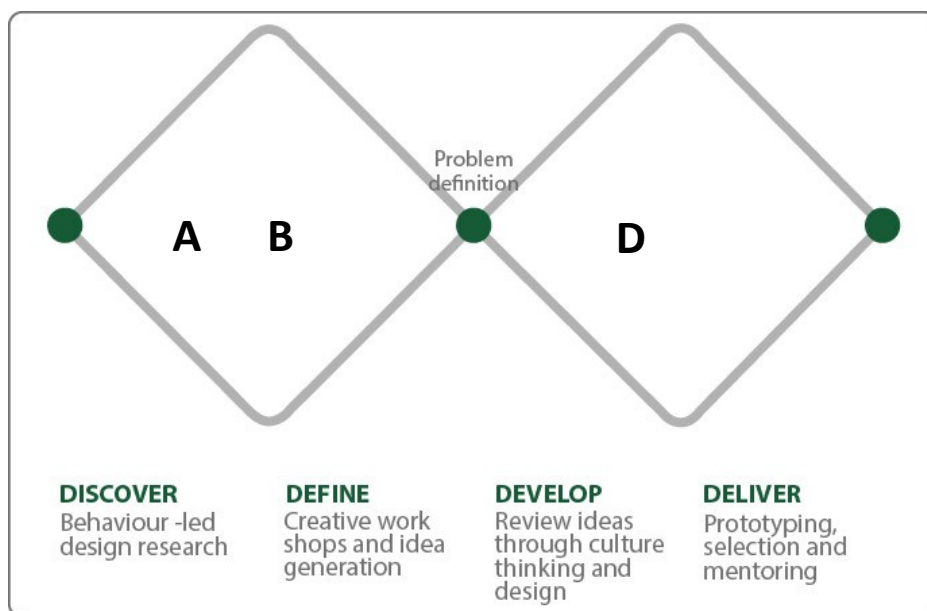 Problem
definition
A B D
DISCOVER
Behaviour -led
design research
DEFINE
Creative work
shops and idea
generation
DEVELOP
Review ideas
through culture
thinking and
design
DELIVER
Prototyping,
selection and
mentoring